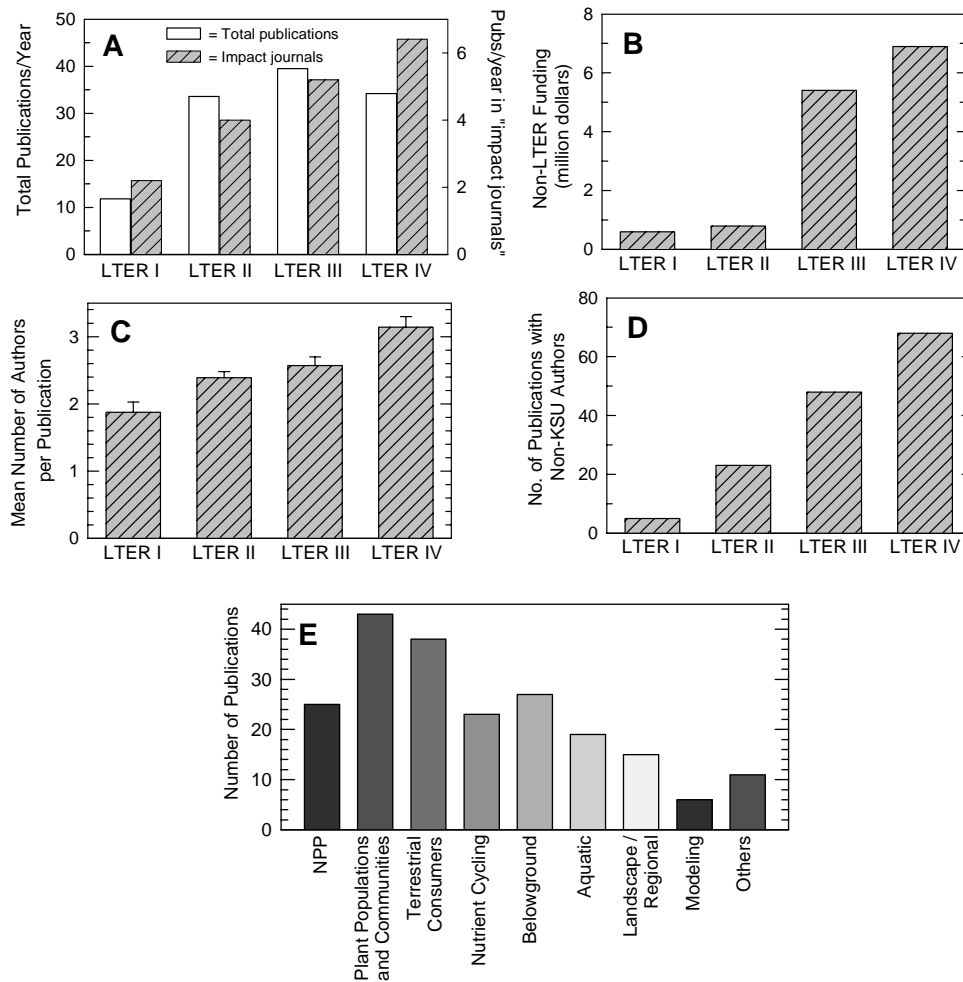 A
= Total publications
= Impact journals
Total Publications/Year
50
40
30
20
10
0
Pubs/year in "impact journals"
6
4
2
0
LTER I LTER II LTER III LTER IV
B
Non-LTER Funding
(million dollars)
8
6
4
2
0
LTER I LTER II LTER III LTER IV
C
Mean Number of Authors
per Publication
3
2
1
0
LTER I LTER II LTER III LTER IV
D
No. of Publications with
Non-KSU Authors
80
60
40
20
0
LTER I LTER II LTER III LTER IV
E
Number of Publications
40
30
20
10
0
NPP
Plant Populations
and Communities
Terrestrial
Consumers
Nutrient Cycling
Belowground
Aquatic
Landscape /
Regional
Modeling
Others